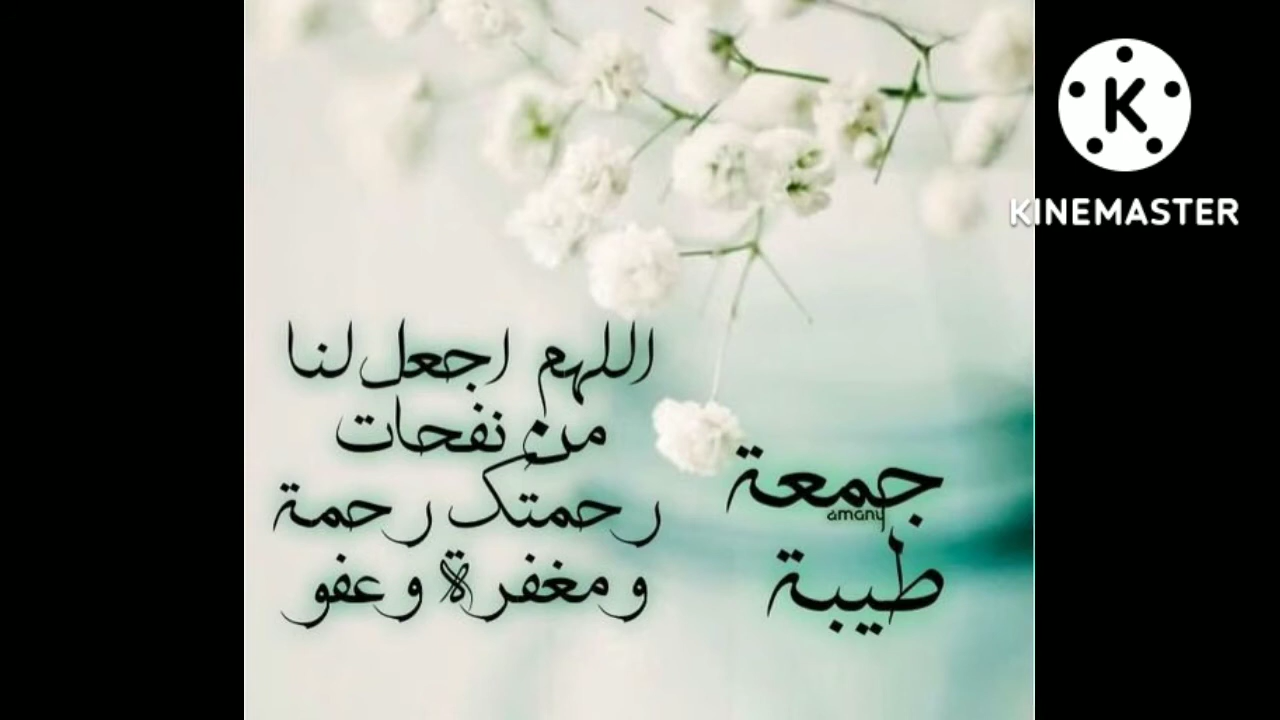 KINEMASTER
اللهم اجعل لنا
من نفحات
رحمتك رحمة
ومغفرة وعفو
جمعة
amany
طيبة